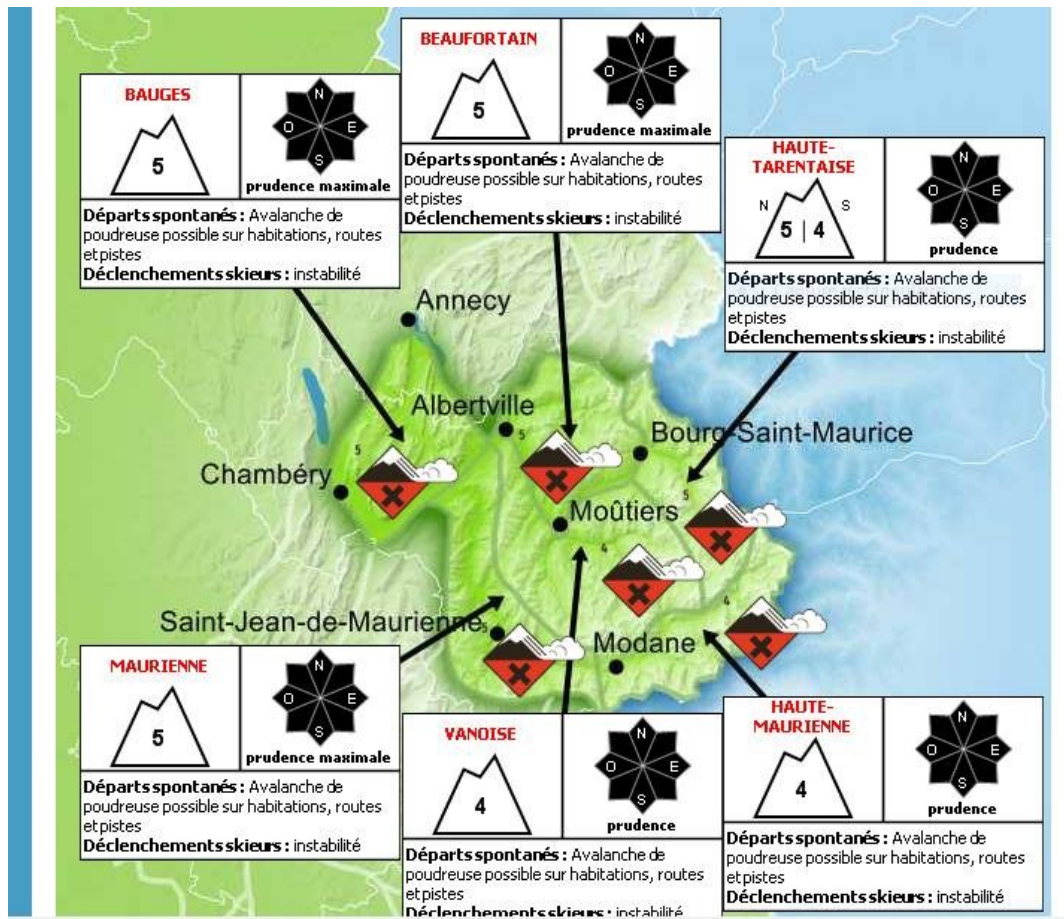 BEAUFORTAIN
5
N
O E
S
prudence maximale
Départs spontanés : Avalanche de
poudreuse possible sur habitations, routes
et pistes
Déclenchements skieurs : instabilité
BAUGES
5
N
O E
S
prudence maximale
Départs spontanés : Avalanche de
poudreuse possible sur habitations, routes
et pistes
Déclenchements skieurs : instabilité
HAUTE-
TARENTAISE
N S
5 | 4
N
O E
S
prudence
Départs spontanés : Avalanche de
poudreuse possible sur habitations, routes
et pistes
Déclenchements skieurs : instabilité
Annecy
Albertville
5
Bourg-Saint-Maurice
5
Chambéry
5
Moûtiers
4
4
Saint-Jean-de-Maurienne
5
Modane
MAURIENNE
5
N
O E
S
prudence maximale
Départs spontanés : Avalanche de
poudreuse possible sur habitations, routes
et pistes
Déclenchements skieurs : instabilité
VANOISE
4
N
O E
S
prudence
Départs spontanés : Avalanche de
poudreuse possible sur habitations, routes
et pistes
Déclenchements skieurs : instabilité
HAUTE-
MAURIENNE
4
N
O E
S
prudence
Départs spontanés : Avalanche de
poudreuse possible sur habitations, routes
et pistes
Déclenchements skieurs : instabilité